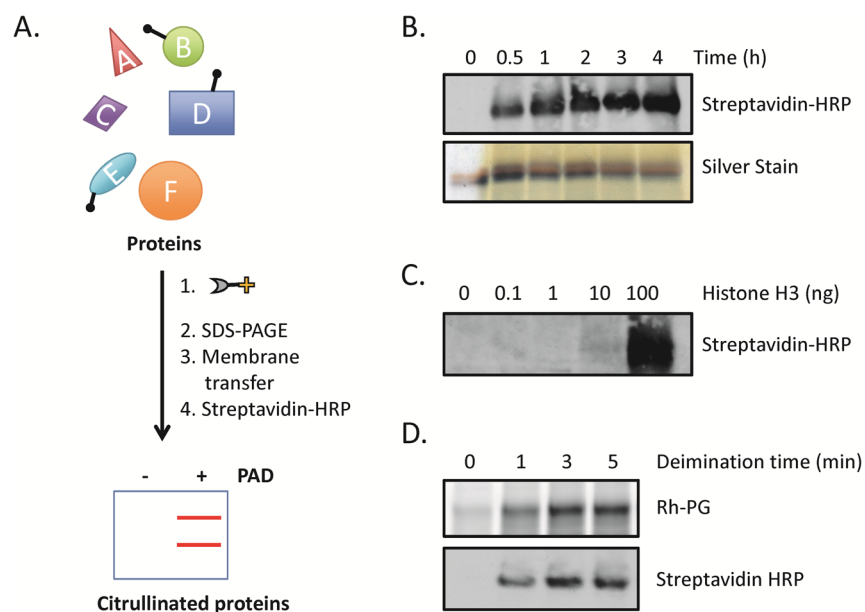 A.
A
B
C
D
E
F
Proteins
1.
2. SDS-PAGE
3. Membrane
transfer
4. Streptavidin-HRP
- + PAD
Citrullinated proteins
B.
0 0.5 1 2 3 4 Time (h)
Streptavidin-HRP
Silver Stain
C.
0 0.1 1 10 100 Histone H3 (ng)
Streptavidin-HRP
D.
0 1 3 5 Deimination time (min)
Rh-PG
Streptavidin HRP